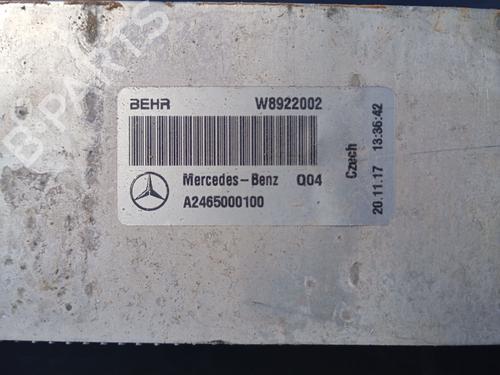 BEHR W8922002
Mercedes-Benz Q04
A2465000100
Czech
20.11.17 13:36:42
B-PARTS